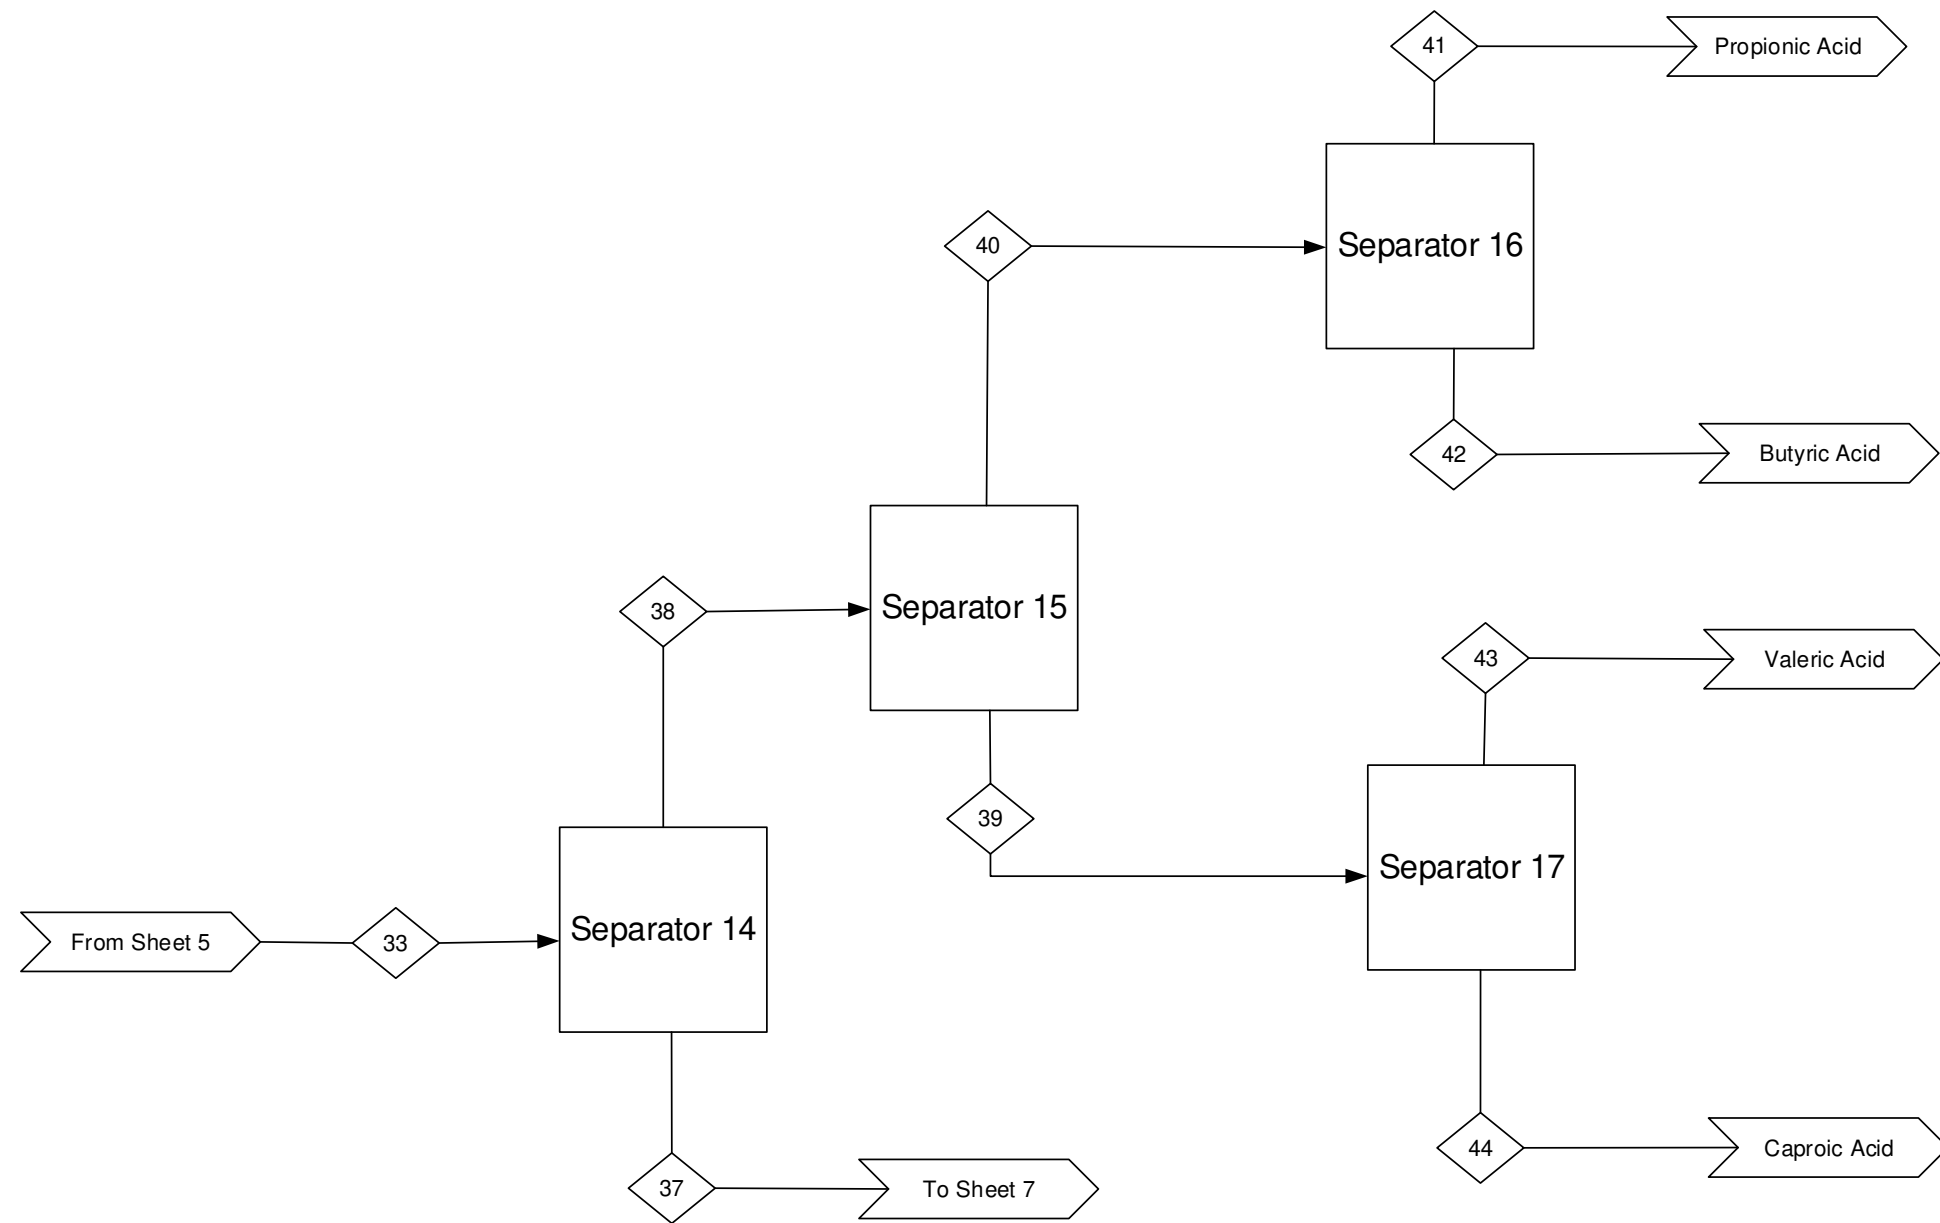 41
Propionic Acid
40
Separator 16
42
Butyric Acid
38
Separator 15
43
Valeric Acid
39
Separator 17
From Sheet 5
33
Separator 14
44
Caproic Acid
37
To Sheet 7